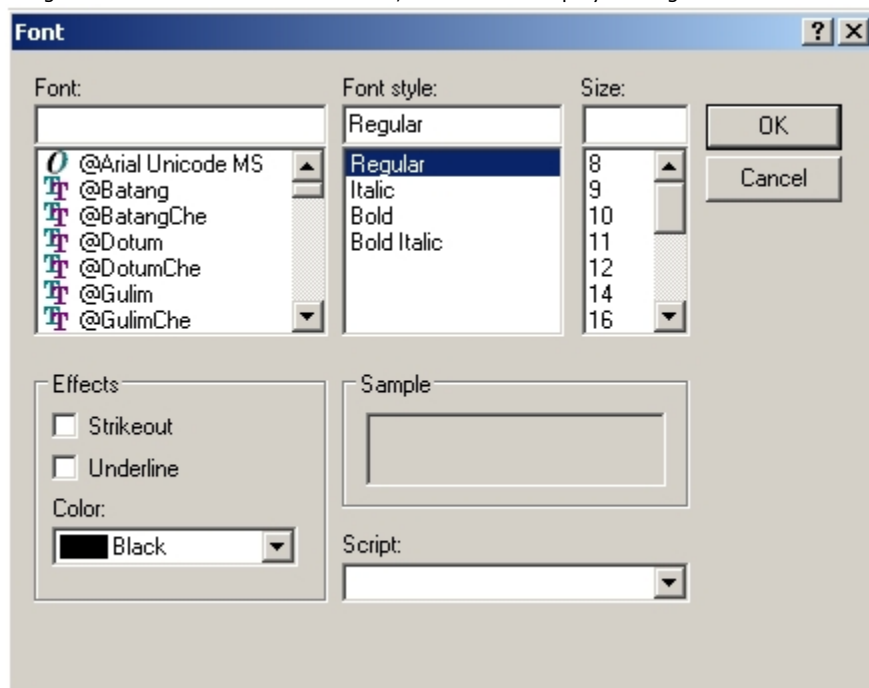 Font
Font:
Font style:
Size:
Regular
OK
Cancel
@Arial Unicode MS
@Batang
@BatangChe
@Dotum
@DotumChe
@Gulim
@GulimChe
Regular
Italic
Bold
Bold Italic
8
9
10
11
12
14
16
Effects
Strikeout
Underline
Color:
Black
Sample
Script: